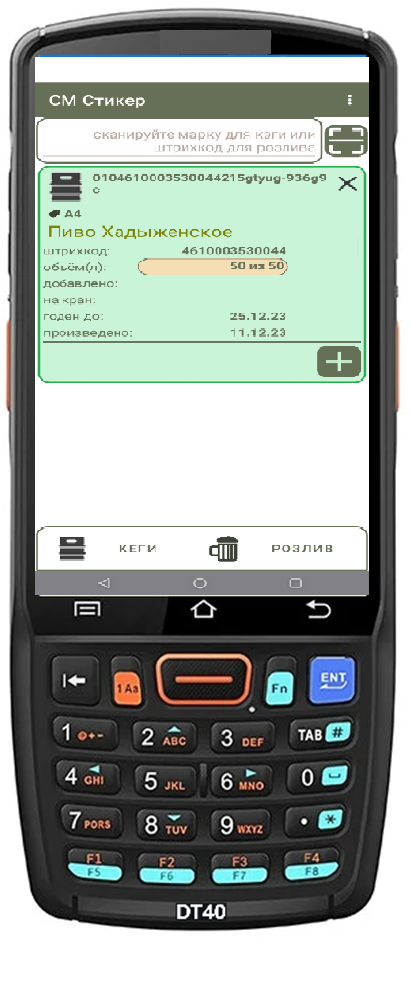 СМ Стикер
сканируйте марку для кэги или
штрихкод для розлива
0104610003530044215gtyug-936g9
c
A4
Пиво Хадыженское
штрихкод: 4610003530044
объём(л): 50 из 50
добавлено:
на кран:
годен до: 25.12.23
произведено: 11.12.23
КЕГИ РОЗЛИВ
1Aa Fn ENT
1 @+- 2 ABC 3 DEF TAB #
4 GHI 5 JKL 6 MNO 0
7 PQRS 8 TUV 9 WXYZ . *
F1 F2 F3 F4
F5 F6 F7 F8
DT40